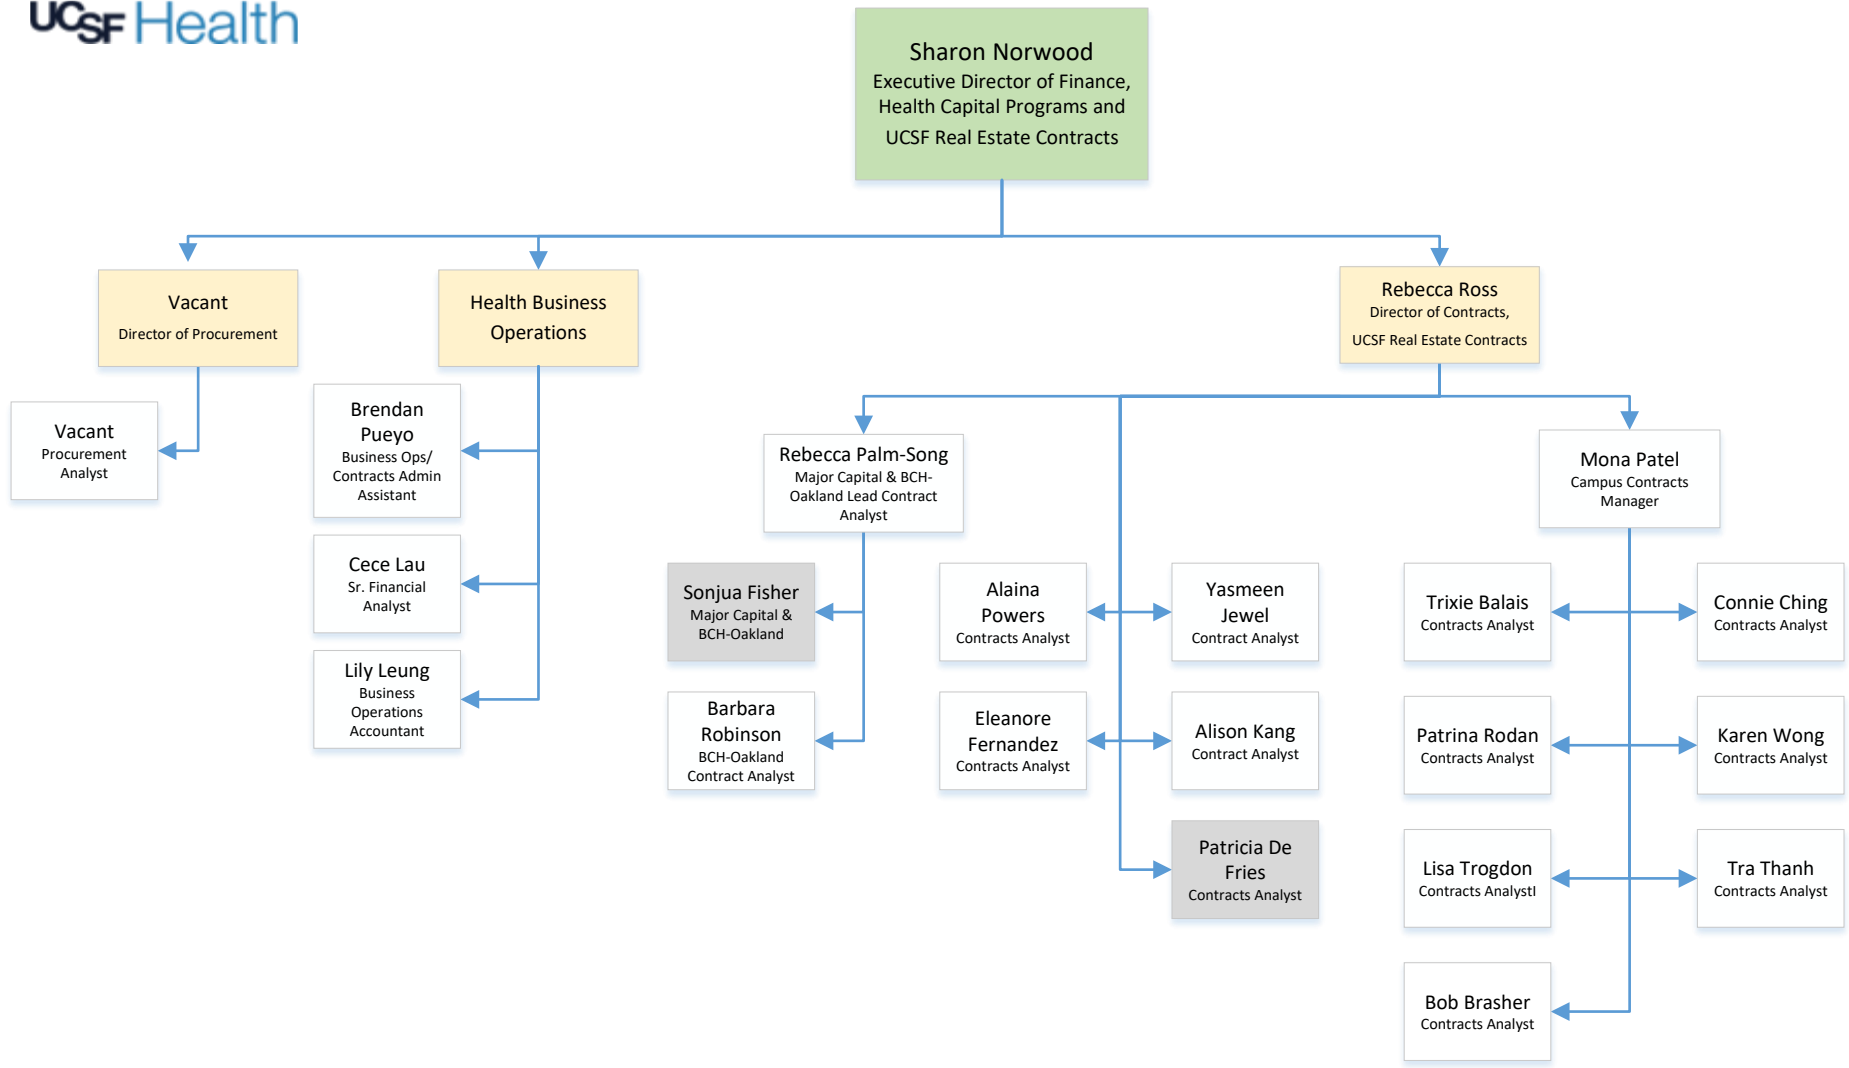 UCSF Health
Sharon Norwood
Executive Director of Finance,
Health Capital Programs and
UCSF Real Estate Contracts
Vacant
Director of Procurement
Health Business
Operations
Rebecca Ross
Director of Contracts,
UCSF Real Estate Contracts
Vacant
Procurement
Analyst
Brendan
Pueyo
Business Ops/
Contracts Admin
Assistant
Cece Lau
Sr. Financial
Analyst
Lily Leung
Business
Operations
Accountant
Rebecca Palm-Song
Major Capital & BCH-
Oakland Lead Contract
Analyst
Mona Patel
Campus Contracts
Manager
Sonjua Fisher
Major Capital &
BCH-Oakland
Barbara
Robinson
BCH-Oakland
Contract Analyst
Alaina
Powers
Contracts Analyst
Yasmeen
Jewel
Contract Analyst
Eleanore
Fernandez
Contracts Analyst
Alison Kang
Contract Analyst
Patricia De
Fries
Contracts Analyst
Trixie Balais
Contracts Analyst
Connie Ching
Contracts Analyst
Patrina Rodan
Contracts Analyst
Karen Wong
Contracts Analyst
Lisa Trogdon
Contracts AnalystI
Tra Thanh
Contracts Analyst
Bob Brasher
Contracts Analyst